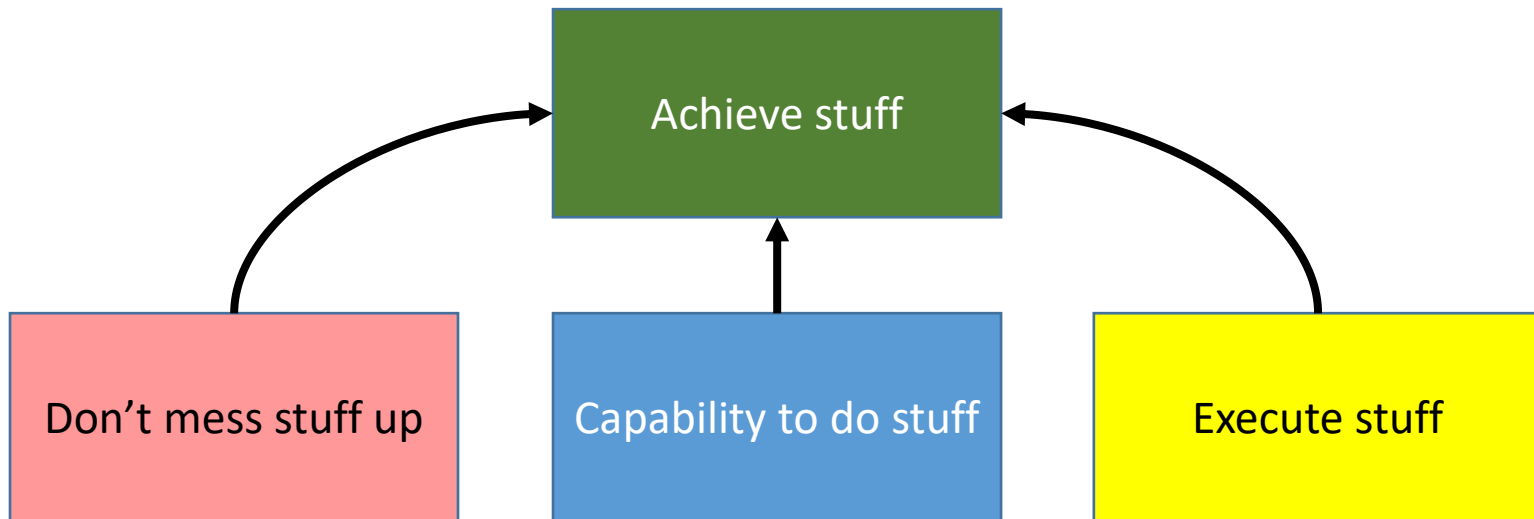 Achieve stuff
Don’t mess stuff up
Capability to do stuff
Execute stuff